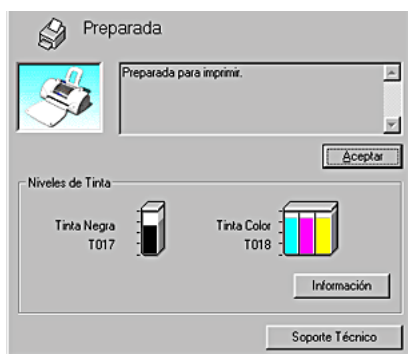 Preparada
Preparada para imprimir.
Aceptar
Niveles de Tinta
Tinta Negra
T017
Tinta Color
T018
Información
Soporte Técnico